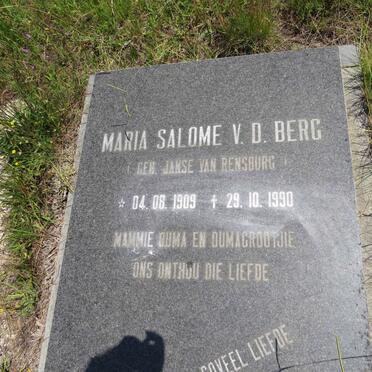 MARIA SALOME V. D. BERG
( GEB. JANSE VAN RENSBURG )
* 04.08.1909 ✝ 29.10.1990
MAMMIE OUMA EN OUMAGROOTJIE
ONS ONTHOU DIE LIEFDE
SOVEEL LIEFDE